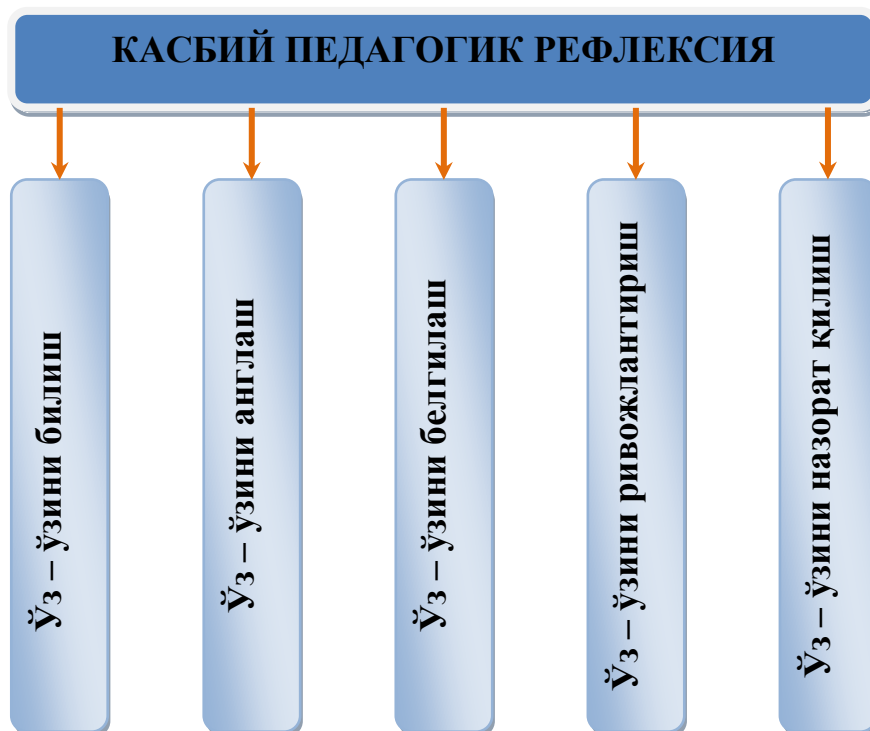 КАСБИЙ ПЕДАГОГИК РЕФЛЕКСИЯ
Ўз – ўзини билиш
Ўз – ўзини англаш
Ўз – ўзини белгилаш
Ўз – ўзини ривожлантириш
Ўз – ўзини назорат қилиш